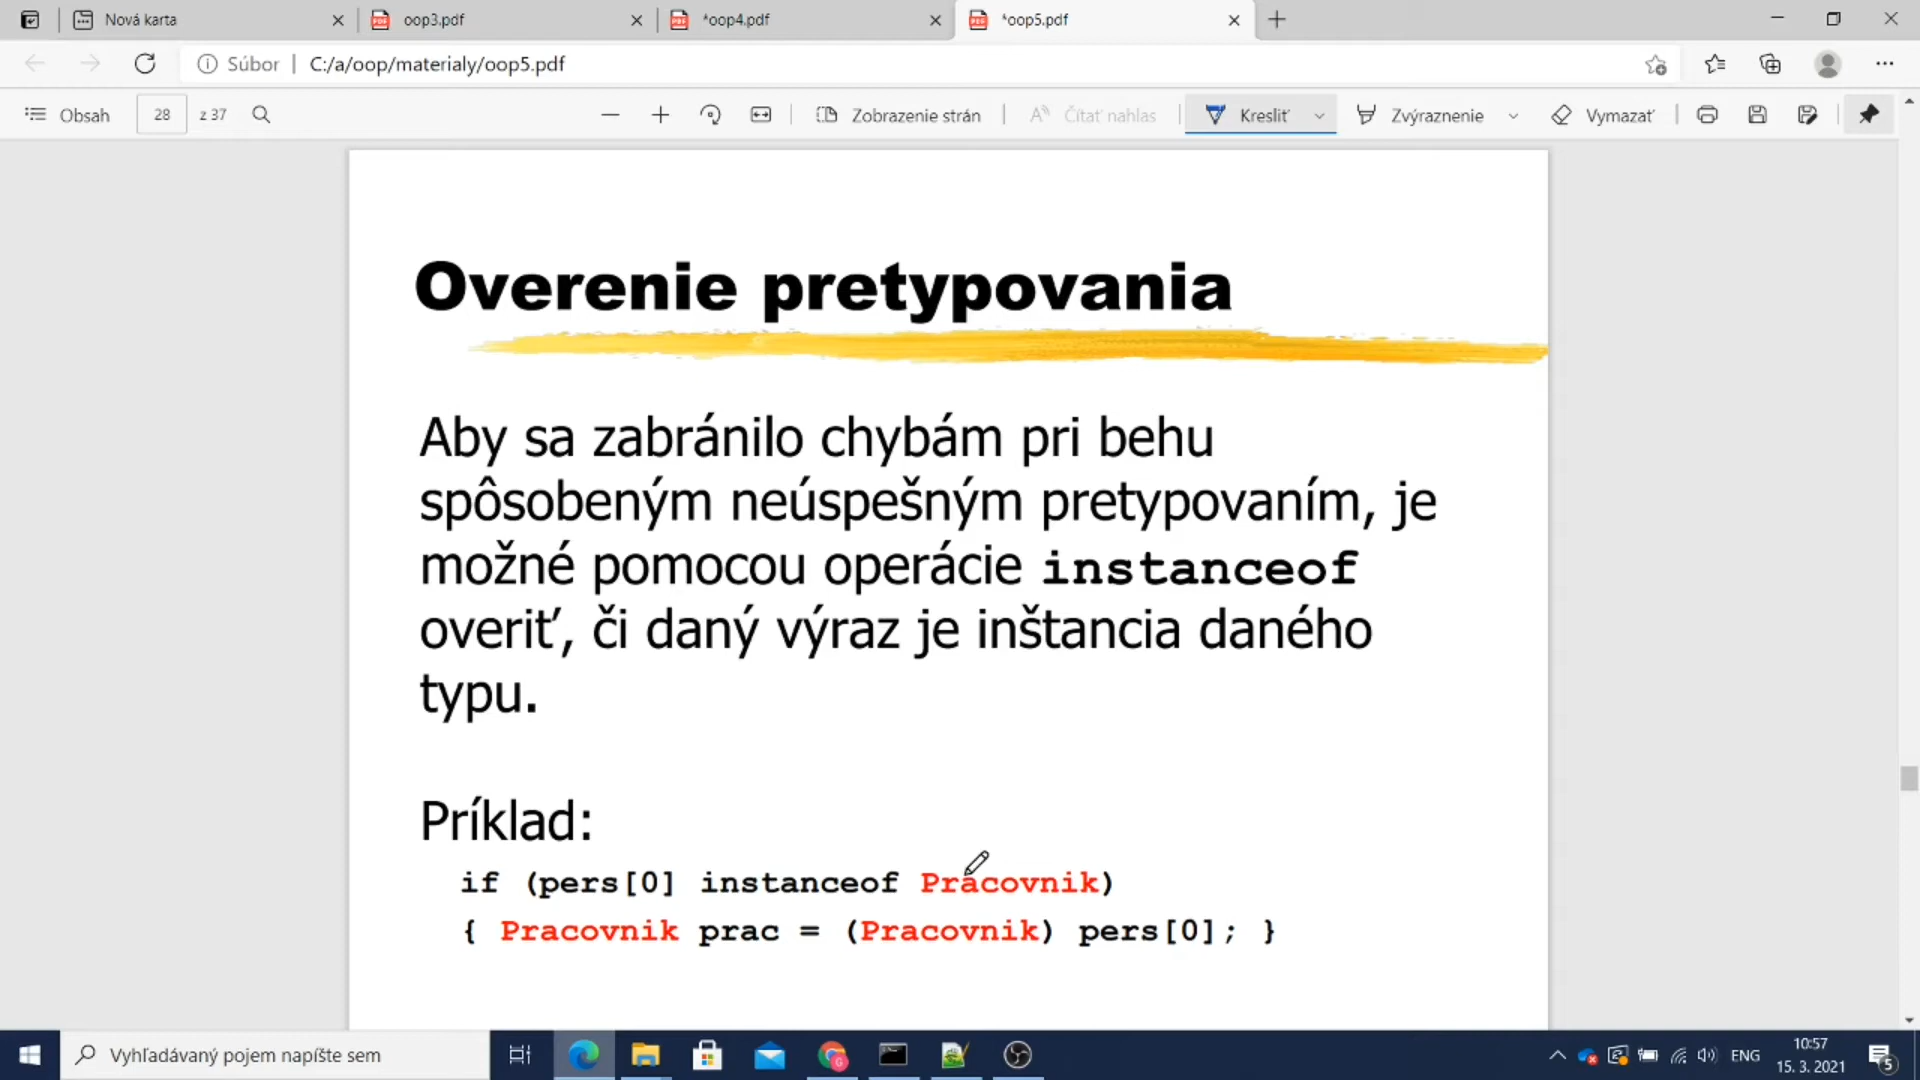 Nová karta
oop3.pdf
*oop4.pdf
*oop5.pdf
Súbor | C:/a/oop/materialy/oop5.pdf
Obsah 28 z 37 Zobrazenie strán Čítať nahlas Kresliť Zvýraznenie Vymazať
Overenie pretypovania
Aby sa zabránilo chybám pri behu
spôsobeným neúspešným pretypovaním, je
možné pomocou operácie instanceof
overiť, či daný výraz je inštancia daného
typu.
Príklad:
if (pers[0] instanceof Pracovnik)
{ Pracovnik prac = (Pracovnik) pers[0]; }
Vyhľadávaný pojem napíšte sem
ENG
10:57
15. 3. 2021
5